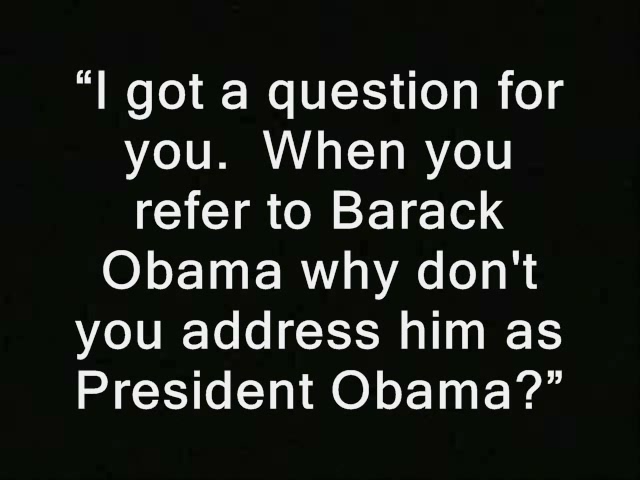 “I got a question for
you.  When you
refer to Barack
Obama why don't
you address him as
President Obama?”